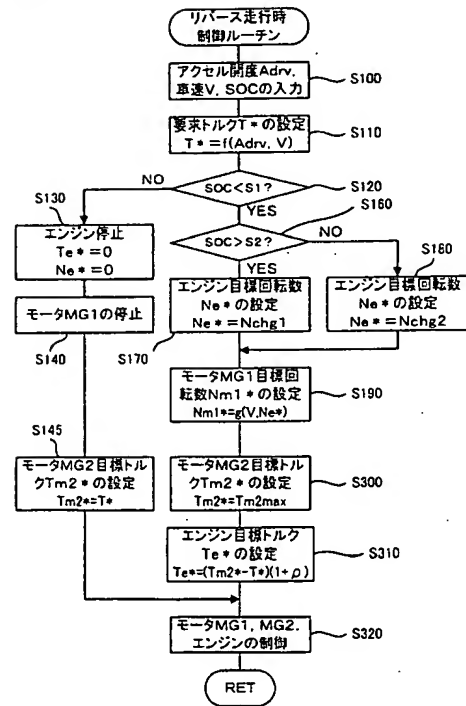 リバース走行時
制御ルーチン
アクセル開度Adrv,
車速V, SOCの入力
S100
要求トルクT*の設定
T*=f(Adrv, V)
S110
SOC<S1?
S120
NO
YES
S130
エンジン停止
Te*=0
Ne*=0
モータMG1の停止
S140
S160
SOC>S2?
NO
YES
S170
エンジン目標回転数
Ne*の設定
Ne*=Nchg1
S180
エンジン目標回転数
Ne*の設定
Ne*=Nchg2
モータMG1目標回
転数Nm1*の設定
Nm1*=g(V,Ne*)
S190
S145
モータMG2目標トル
クTm2*の設定
Tm2*=T*
モータMG2目標トル
クTm2*の設定
Tm2*=Tm2max
S300
エンジン目標トルク
Te*の設定
Te*=(Tm2*-T*)(1+ρ)
S310
モータMG1, MG2,
エンジンの制御
S320
RET